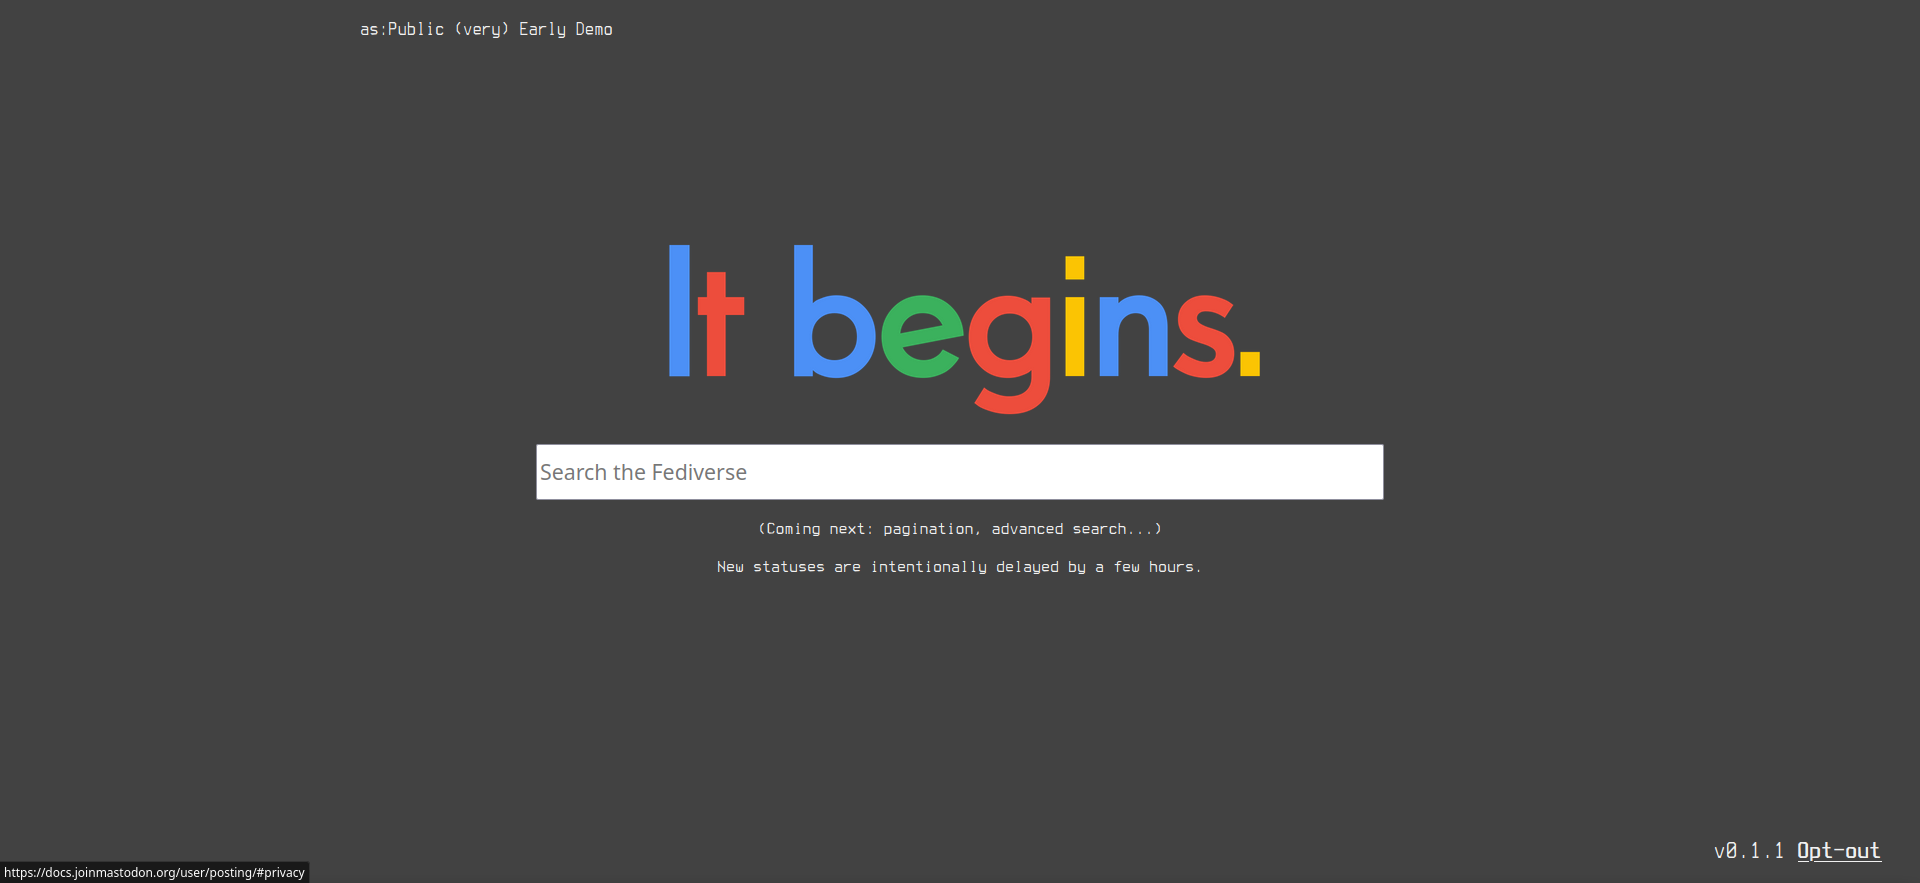 as:Public (very) Early Demo
It begins.
Search the Fediverse
(Coming next: pagination, advanced search...)
New statuses are intentionally delayed by a few hours.
v0.1.1 Opt-out
https://docs.joinmastodon.org/user/posting/#privacy